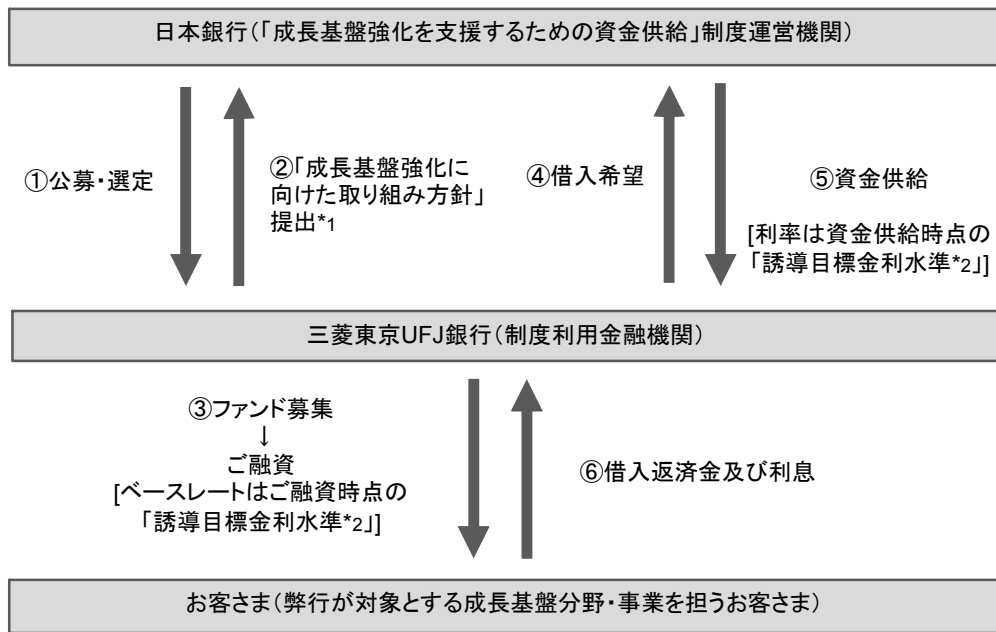 日本銀行(「成長基盤強化を支援するための資金供給」制度運営機関)
①公募・選定
②「成長基盤強化に
向けた取り組み方針」
提出*1
④借入希望
⑤資金供給
[利率は資金供給時点の
「誘導目標金利水準*2」]
三菱東京UFJ銀行(制度利用金融機関)
③ファンド募集
↓
ご融資
[ベースレートはご融資時点の
「誘導目標金利水準*2」]
⑥借入返済金及び利息
お客さま(弊行が対象とする成長基盤分野・事業を担うお客さま)